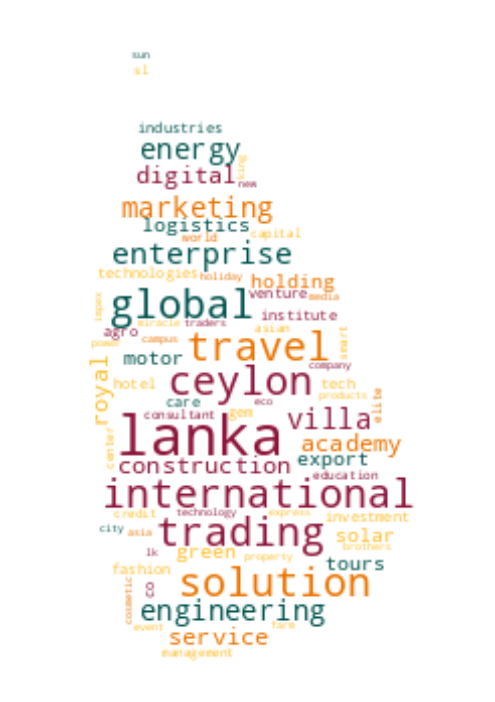 sun
sl
industries
energy
king
digital
new
marketing
logistics
world
capital
enterprise
technologies
holiday
holding
venture
media
impex
global
institute
miracle
traders
asian
agro
power
campus
travel
smart
motor
company
royal
ceylon
hotel
tech
products
care
eco
elite
consultant
gem
villa
lanka
center
academy
construction
export
education
international
credit
technology
express
investment
city
asia
trading
solar
brothers
lk
green
property
tours
fashion
cosmetic
8
solution
engineering
event
farm
service
management